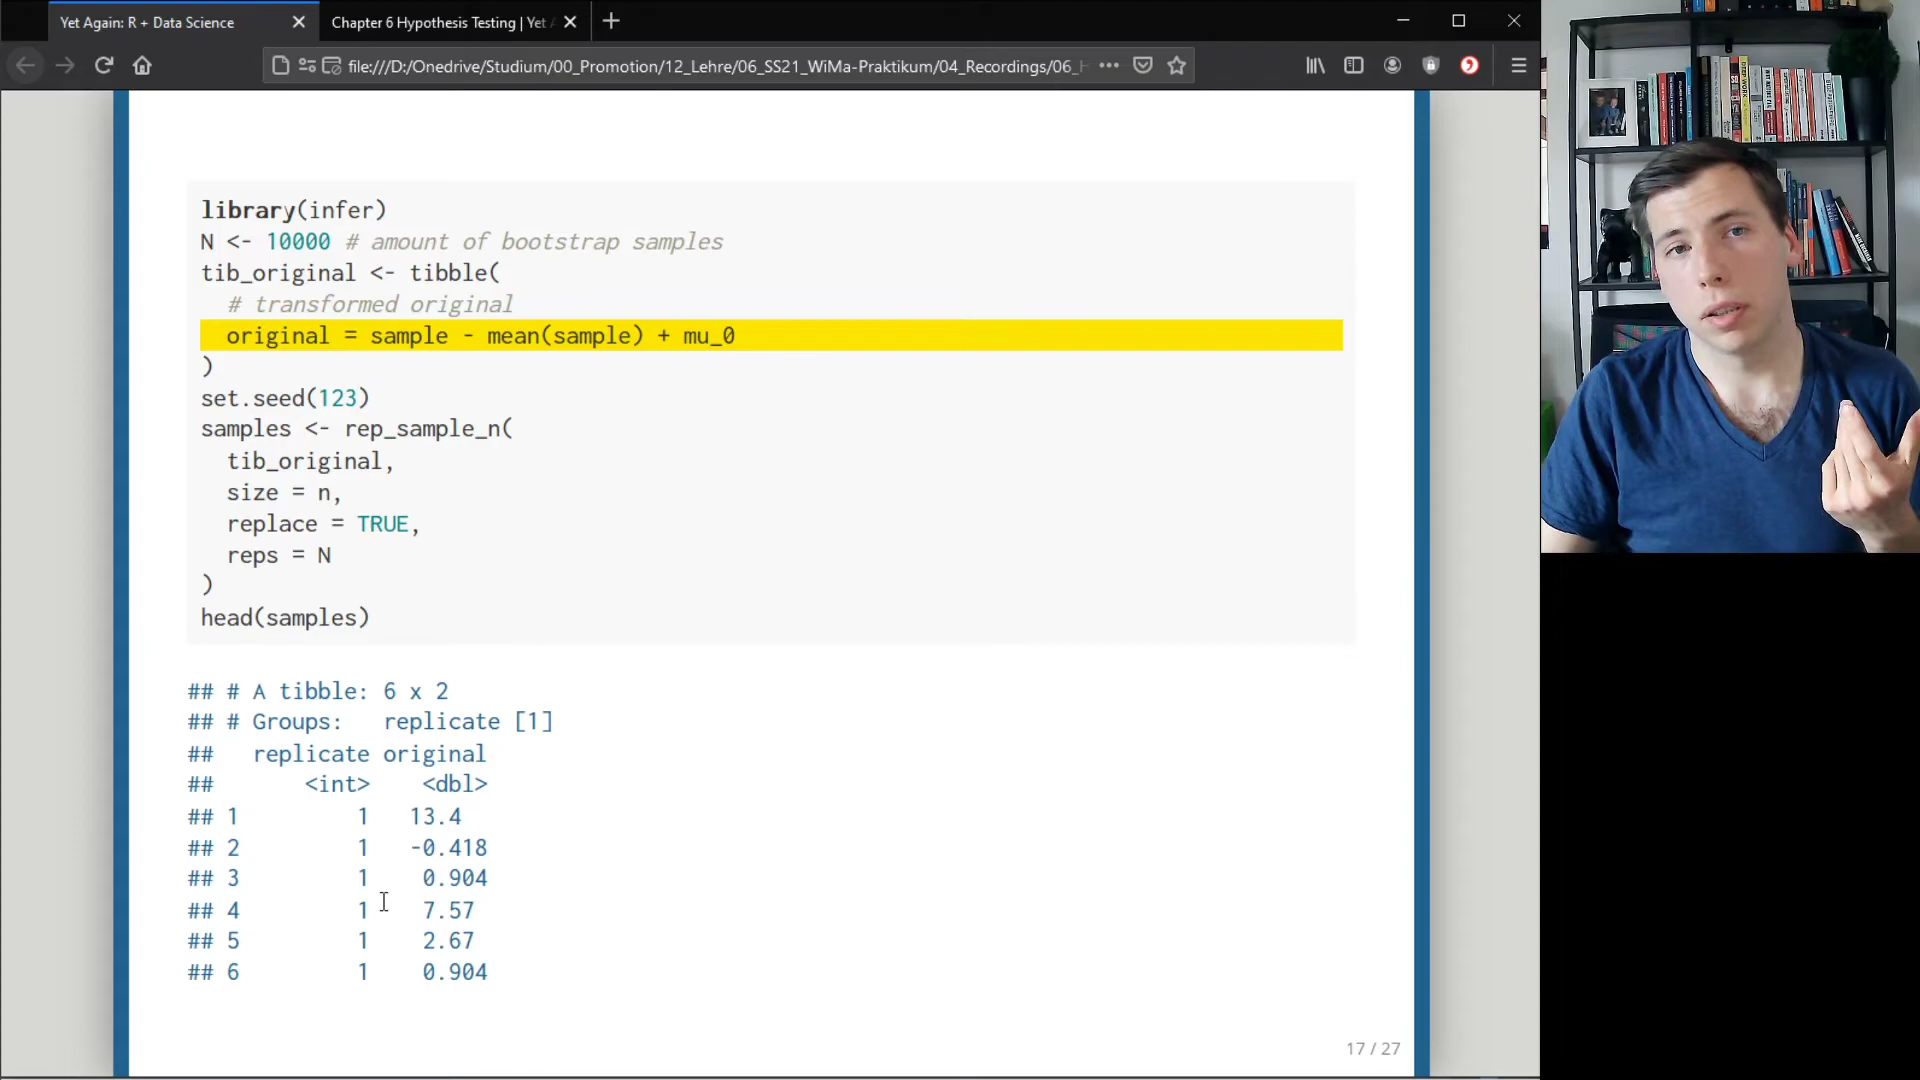 Yet Again: R + Data Science
Chapter 6 Hypothesis Testing | Yet A
file:///D:/Onedrive/Studium/00_Promotion/12_Lehre/06_SS21_WiMa-Praktikum/04_Recordings/06_H
library(infer)
N <- 10000 # amount of bootstrap samples
tib_original <- tibble(
# transformed original
original = sample - mean(sample) + mu_0
)
set.seed(123)
samples <- rep_sample_n(
tib_original,
size = n,
replace = TRUE,
reps = N
)
head(samples)
## # A tibble: 6 x 2
## # Groups: replicate [1]
## replicate original
## <int> <dbl>
## 1 1 13.4
## 2 1 -0.418
## 3 1 0.904
## 4 1 7.57
## 5 1 2.67
## 6 1 0.904
17 / 27